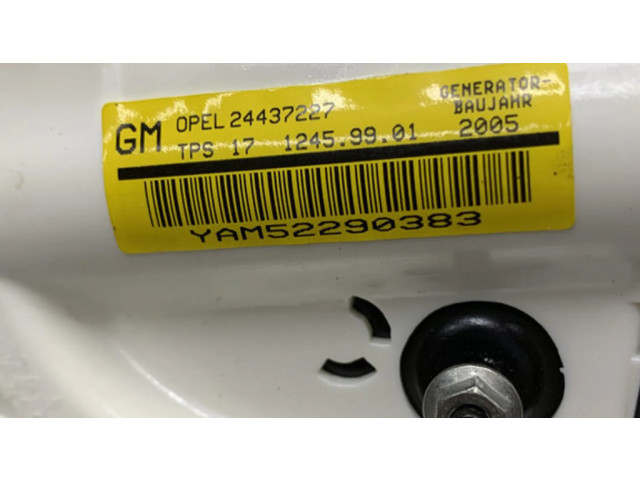 GM OPEL 24437227 GENERATOR-
BAUJAHR
TPS 17 1245.99.01 2005
YAM52290383